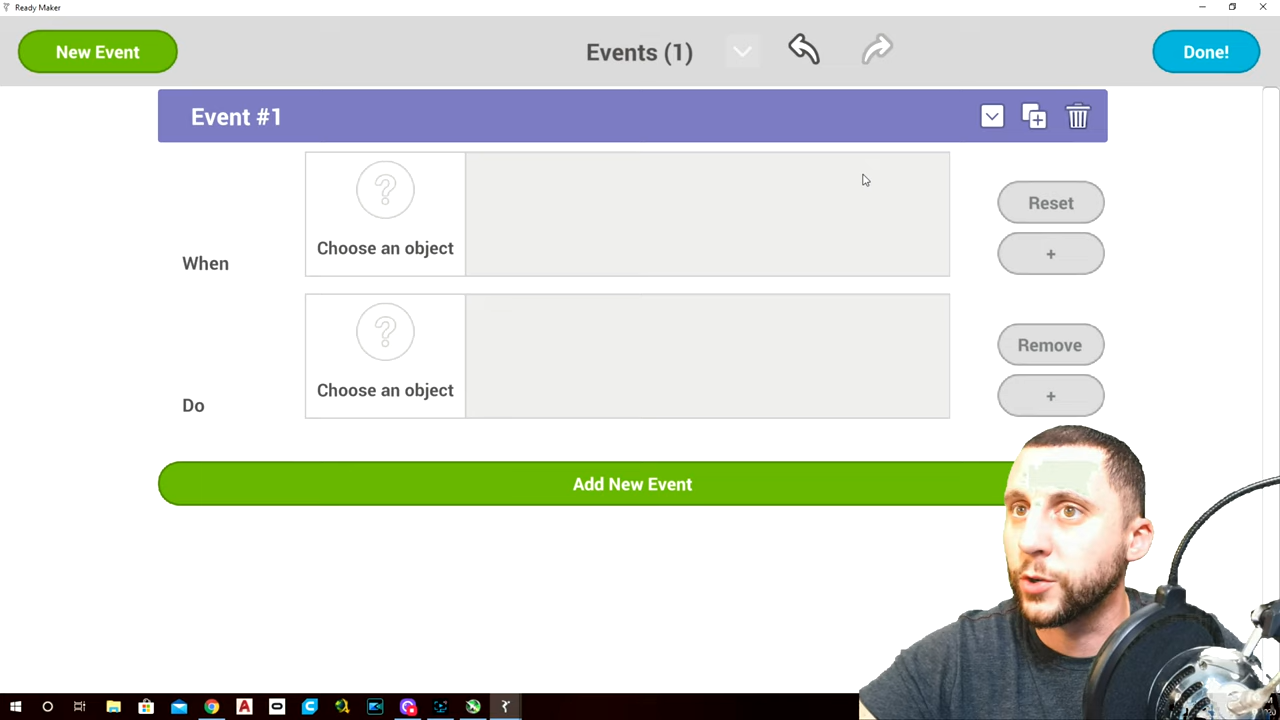 Ready Maker
New Event
Events (1)
Done!
Event #1
When
Choose an object
Reset
+
Do
Choose an object
Remove
+
Add New Event